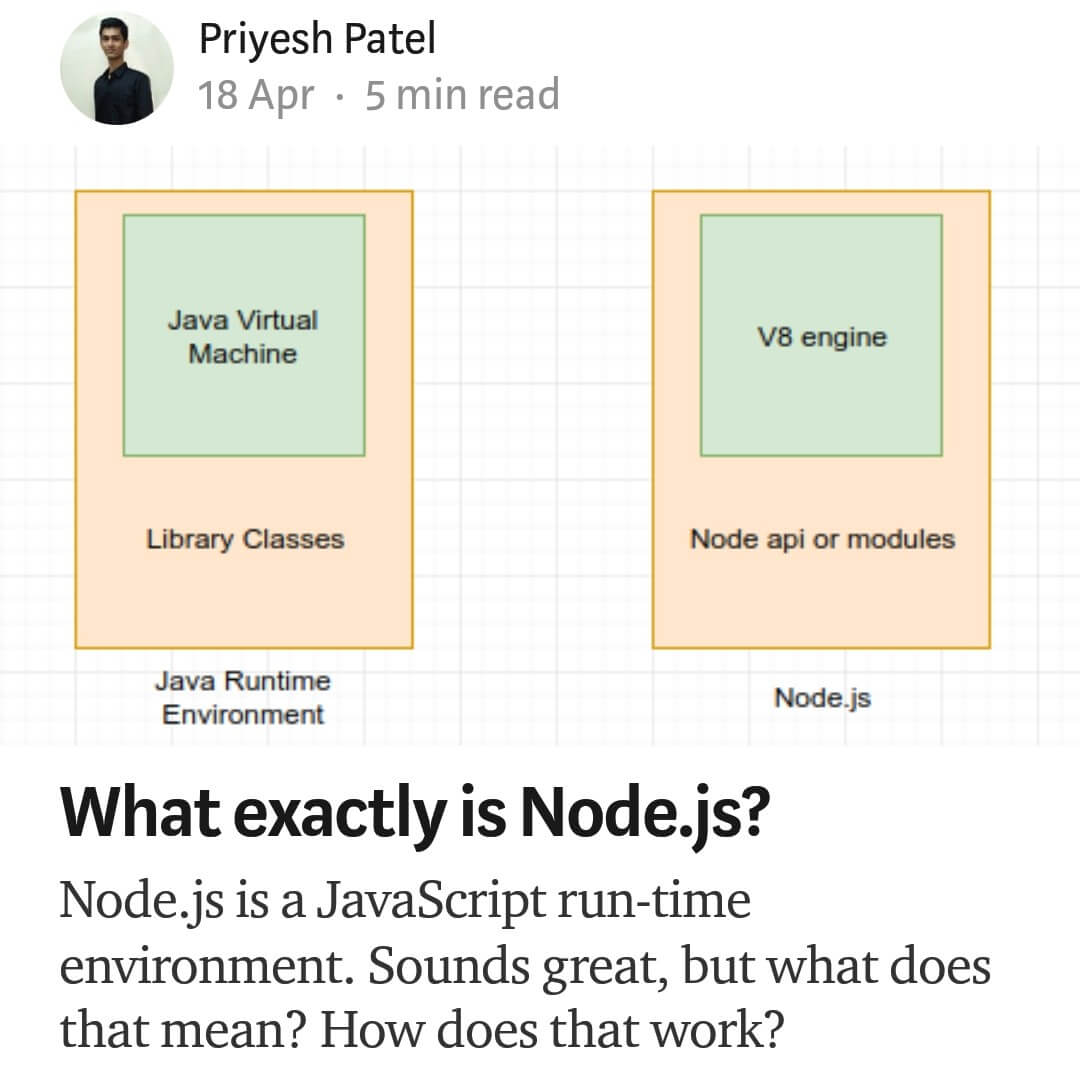 Priyesh Patel
18 Apr · 5 min read
Java Virtual
Machine
Library Classes
Java Runtime
Environment
V8 engine
Node api or modules
Node.js
What exactly is Node.js?
Node.js is a JavaScript run-time
environment. Sounds great, but what does
that mean? How does that work?